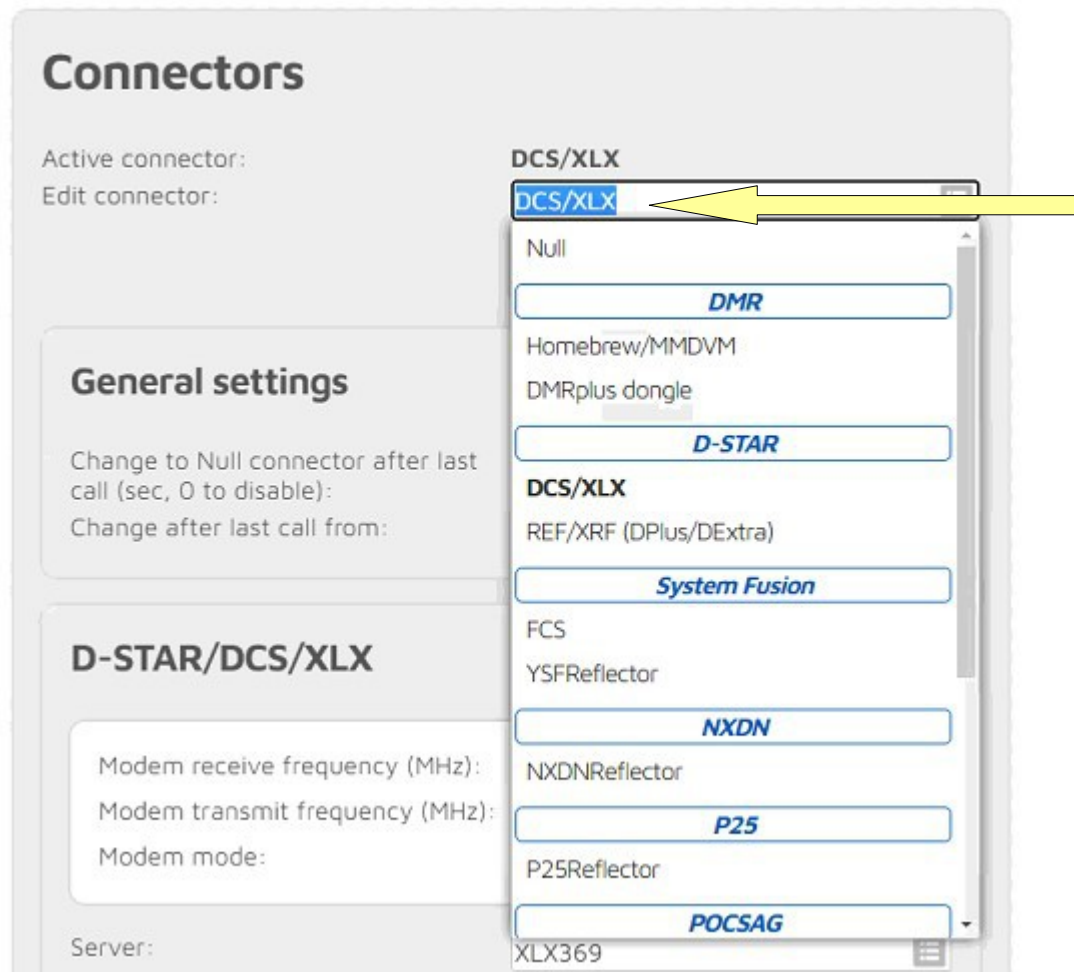 Connectors
Active connector: DCS/XLX
Edit connector: DCS/XLX
Null
DMR
Homebrew/MMDVM
DMRplus dongle
D-STAR
DCS/XLX
REF/XRF (DPlus/DExtra)
System Fusion
FCS
YSFReflector
NXDN
NXDNReflector
P25
P25Reflector
POCSAG
General settings
Change to Null connector after last
call (sec, 0 to disable):
Change after last call from:
D-STAR/DCS/XLX
Modem receive frequency (MHz):
Modem transmit frequency (MHz):
Modem mode:
Server: XLX369